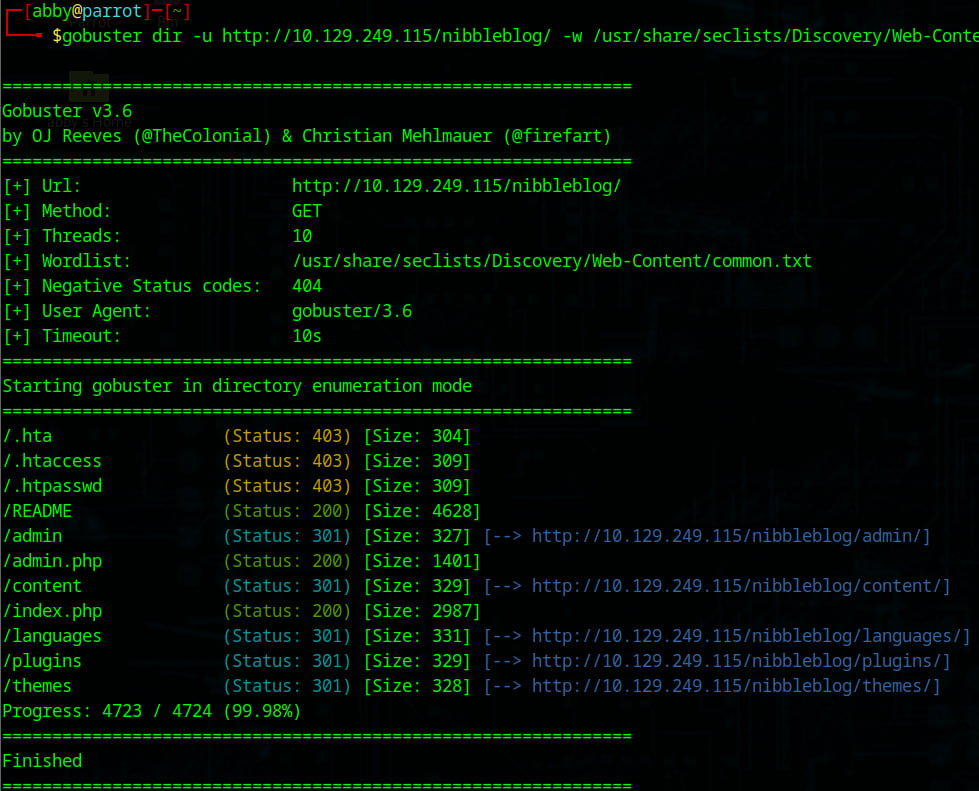 ┌─[abby@parrot]─[~]
└──╼ $gobuster dir -u http://10.129.249.115/nibbleblog/ -w /usr/share/seclists/Discovery/Web-Conte
===============================================================
Gobuster v3.6
by OJ Reeves (@TheColonial) & Christian Mehlmauer (@firefart)
===============================================================
[+] Url:                     http://10.129.249.115/nibbleblog/
[+] Method:                  GET
[+] Threads:                 10
[+] Wordlist:                /usr/share/seclists/Discovery/Web-Content/common.txt
[+] Negative Status codes:   404
[+] User Agent:              gobuster/3.6
[+] Timeout:                 10s
===============================================================
Starting gobuster in directory enumeration mode
===============================================================
/.hta                 (Status: 403) [Size: 304]
/.htaccess            (Status: 403) [Size: 309]
/.htpasswd            (Status: 403) [Size: 309]
/README               (Status: 200) [Size: 4628]
/admin                (Status: 301) [Size: 327] [--> http://10.129.249.115/nibbleblog/admin/]
/admin.php            (Status: 200) [Size: 1401]
/content              (Status: 301) [Size: 329] [--> http://10.129.249.115/nibbleblog/content/]
/index.php            (Status: 200) [Size: 2987]
/languages            (Status: 301) [Size: 331] [--> http://10.129.249.115/nibbleblog/languages/]
/plugins              (Status: 301) [Size: 329] [--> http://10.129.249.115/nibbleblog/plugins/]
/themes               (Status: 301) [Size: 328] [--> http://10.129.249.115/nibbleblog/themes/]
Progress: 4723 / 4724 (99.98%)
===============================================================
Finished
===============================================================